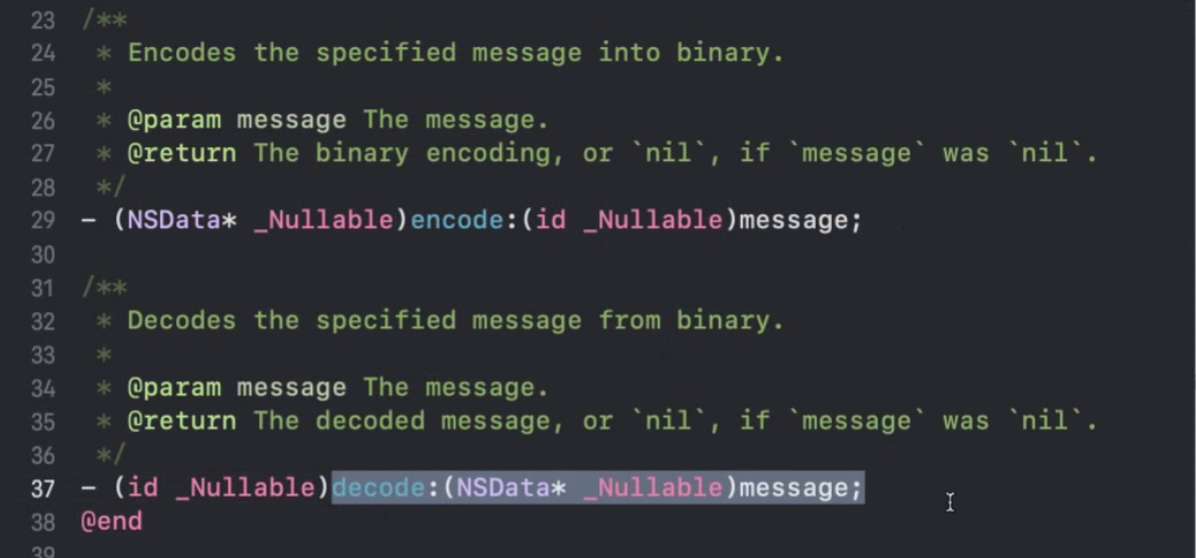 23 /**
24  * Encodes the specified message into binary.
25  *
26  * @param message The message.
27  * @return The binary encoding, or `nil`, if `message` was `nil`.
28  */
29 - (NSData* _Nullable)encode:(id _Nullable)message;
30
31 /**
32  * Decodes the specified message from binary.
33  *
34  * @param message The message.
35  * @return The decoded message, or `nil`, if `message` was `nil`.
36  */
37 - (id _Nullable)decode:(NSData* _Nullable)message;
38 @end
39